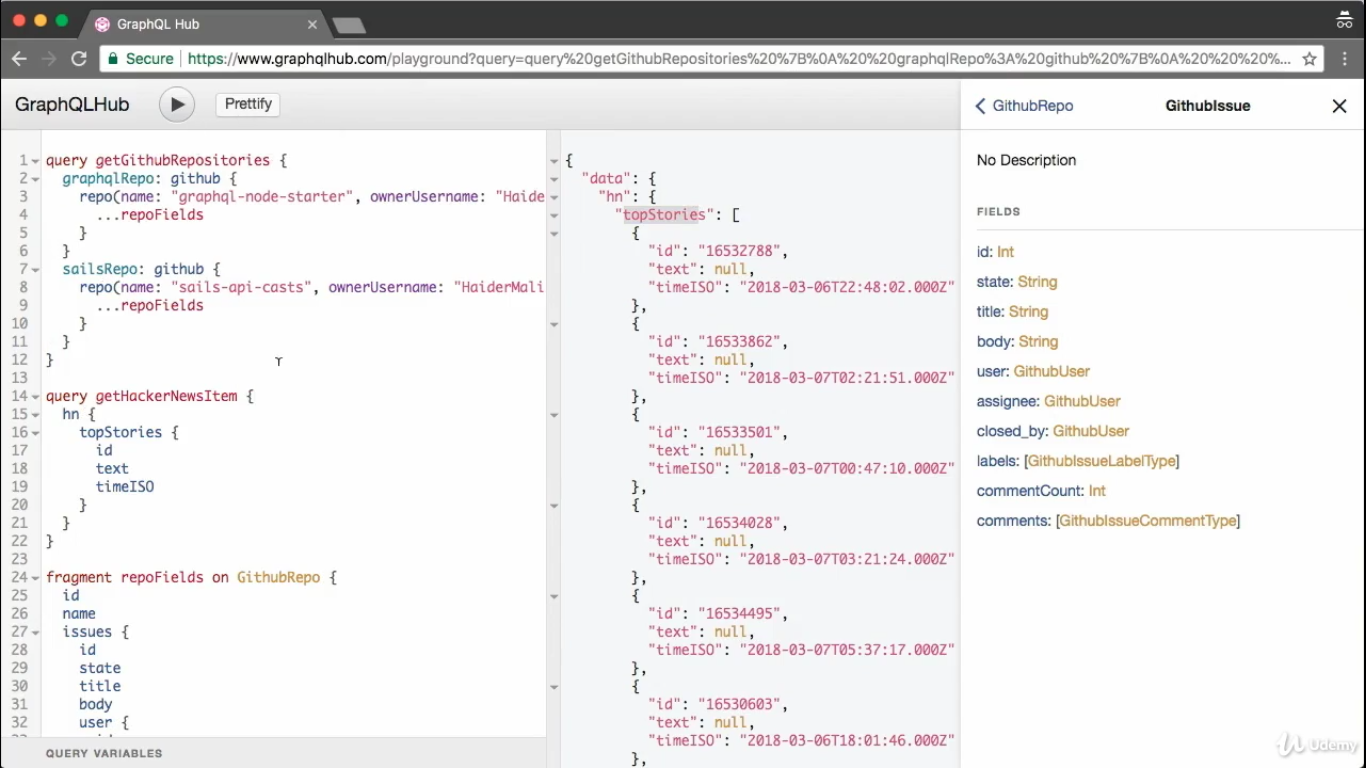 GraphQL Hub
Secure https://www.graphqlhub.com/playground?query=query%20getGithubRepositories%20%7B%0A%20%20graphqlRepo%3A%20github%20%7B%0A%20%20%20%20%...
GraphQLHub
Prettify
1 query getGithubRepositories {
2 graphqlRepo: github {
3 repo(name: "graphql-node-starter", ownerUsername: "Haide
4 ...repoFields
5 }
6 }
7 sailsRepo: github {
8 repo(name: "sails-api-casts", ownerUsername: "HaiderMali
9 ...repoFields
10 }
11 }
12 }
13
14 query getHackerNewsItem {
15 hn {
16 topStories {
17 id
18 text
19 timeISO
20 }
21 }
22 }
23
24 fragment repoFields on GithubRepo {
25 id
26 name
27 issues {
28 id
29 state
30 title
31 body
32 user {
QUERY VARIABLES
{
"data": {
"hn": {
"topStories": [
{
"id": "16532788",
"text": null,
"timeISO": "2018-03-06T22:48:02.000Z"
},
{
"id": "16533862",
"text": null,
"timeISO": "2018-03-07T02:21:51.000Z"
},
{
"id": "16533501",
"text": null,
"timeISO": "2018-03-07T00:47:10.000Z"
},
{
"id": "16534028",
"text": null,
"timeISO": "2018-03-07T03:21:24.000Z"
},
{
"id": "16534495",
"text": null,
"timeISO": "2018-03-07T05:37:17.000Z"
},
{
"id": "16530603",
"text": null,
"timeISO": "2018-03-06T18:01:46.000Z"
},
GithubRepo
GithubIssue
No Description
FIELDS
id: Int
state: String
title: String
body: String
user: GithubUser
assignee: GithubUser
closed_by: GithubUser
labels: [GithubIssueLabelType]
commentCount: Int
comments: [GithubIssueCommentType]
Udemy